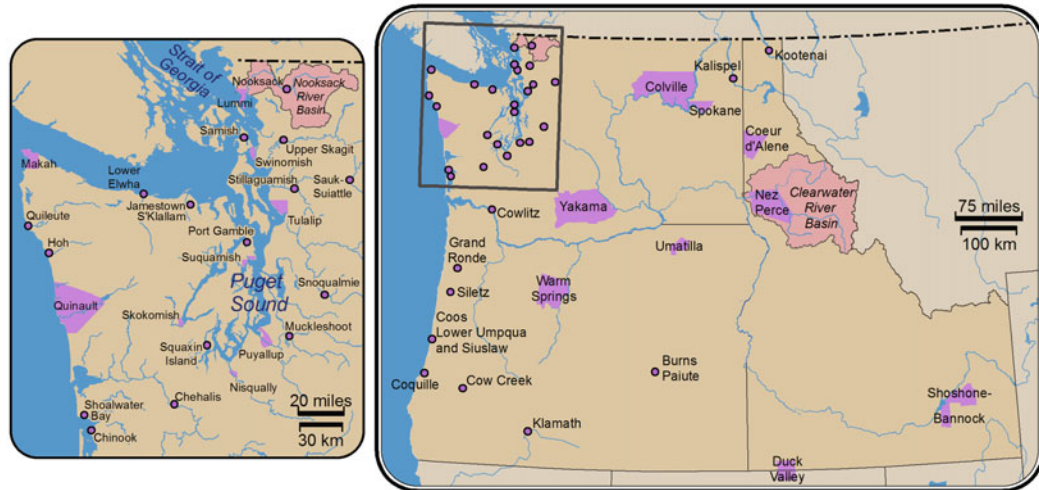 Strait of
Georgia
Nooksack
Nooksack
River
Basin
Lummi
Samish
Upper Skagit
Swinomish
Makah
Lower
Elwha
Stillaguamish
Sauk-
Suiattle
Jamestown
S'Klallam
Tulalip
Quileute
Port Gamble
Hoh
Suquamish
Puget
Sound
Snoqualmie
Quinault
Skokomish
Muckleshoot
Squaxin
Island
Puyallup
Nisqually
Chehalis
Shoalwater
Bay
Chinook
20 miles
30 km
Kootenai
Kalispel
Colville
Spokane
Coeur
d'Alene
Nez
Perce
Clearwater
River
Basin
75 miles
100 km
Cowlitz
Yakama
Umatilla
Grand
Ronde
Siletz
Warm
Springs
Coos
Lower Umpqua
and Siuslaw
Coquille
Cow Creek
Burns
Paiute
Klamath
Shoshone-
Bannock
Duck
Valley